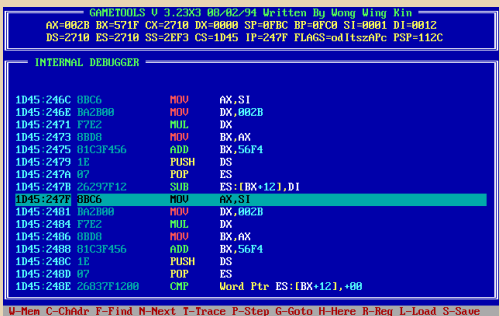 GAMETOOLS V 3.23X3 08/02/94 Written By Wong Wing Kin
AX=002B BX=571F CX=2710 DX=0000 SP=0FBC BP=0FC0 SI=0001 DI=0012
DS=2710 ES=2710 SS=2EF3 CS=1D45 IP=247F FLAGS=odItszAPc PSP=112C
INTERNAL DEBUGGER
1D45:246C 8BC6 MOV AX,SI
1D45:246E BA2B00 MOV DX,002B
1D45:2471 F7E2 MUL DX
1D45:2473 8BD8 MOV BX,AX
1D45:2475 81C3F456 ADD BX,56F4
1D45:2479 1E PUSH DS
1D45:247A 07 POP ES
1D45:247B 26297F12 SUB ES:[BX+12],DI
1D45:247F 8BC6 MOV AX,SI
1D45:2481 BA2B00 MOV DX,002B
1D45:2484 F7E2 MUL DX
1D45:2486 8BD8 MOV BX,AX
1D45:2488 81C3F456 ADD BX,56F4
1D45:248C 1E PUSH DS
1D45:248D 07 POP ES
1D45:248E 26837F1200 CMP Word Ptr ES:[BX+12],+00
W-Mem C-ChAdr F-Find N-Next T-Trace P-Step G-Goto H-Here R-Reg L-Load S-Save